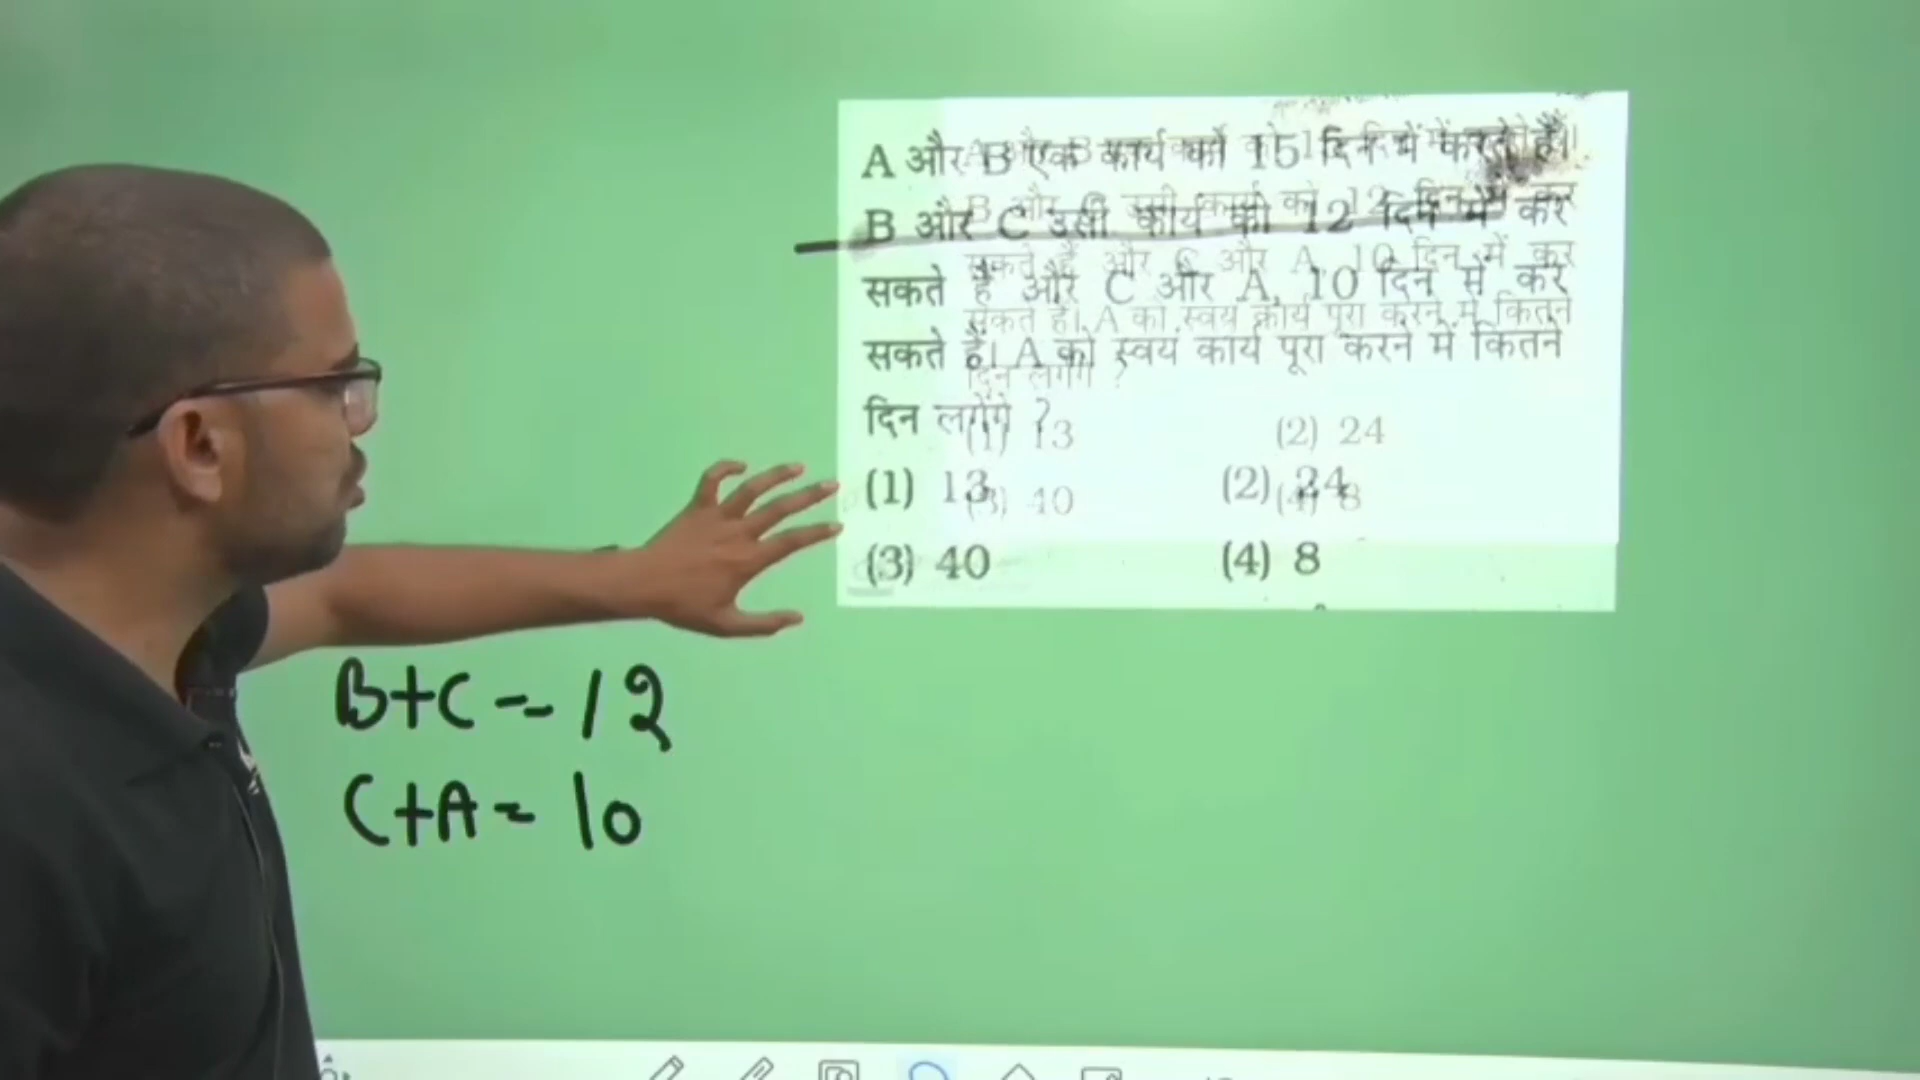 A और B एक कार्य को 15 दिन में करते हैं।
B और C उसी कार्य को 12 दिन में कर
सकते हैं और C और A, 10 दिन में कर
सकते हैं। A को स्वयं कार्य पूरा करने में कितने
दिन लगेंगे ?
(1) 13 (2) 24
(3) 40 (4) 8
B+C = 12
C+A = 10